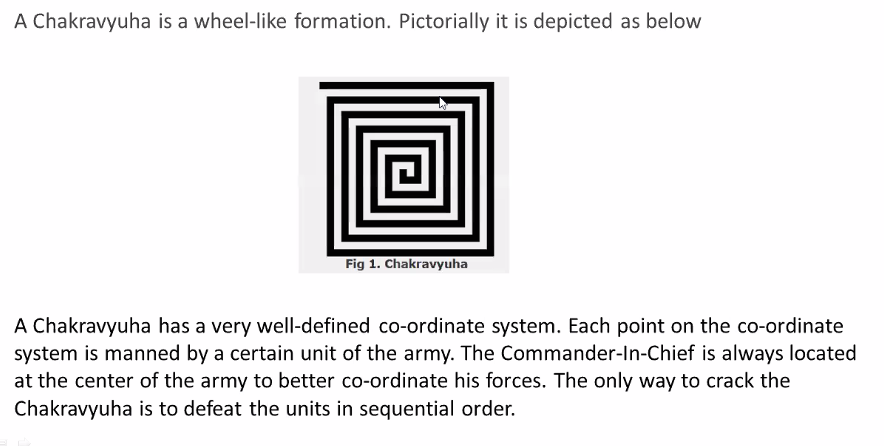 A Chakravyuha is a wheel-like formation. Pictorially it is depicted as below
Fig 1. Chakravyuha
A Chakravyuha has a very well-defined co-ordinate system. Each point on the co-ordinate
system is manned by a certain unit of the army. The Commander-In-Chief is always located
at the center of the army to better co-ordinate his forces. The only way to crack the
Chakravyuha is to defeat the units in sequential order.